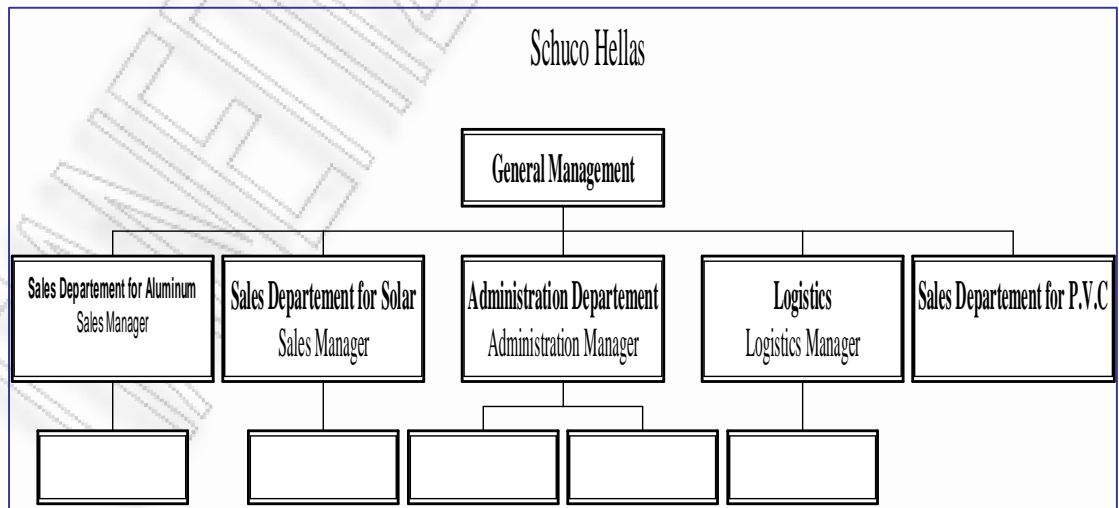 Schuco Hellas
General Management
Sales Departement for Aluminum
Sales Manager
Sales Departement for Solar
Sales Manager
Administration Departement
Administration Manager
Logistics
Logistics Manager
Sales Departement for P.V.C